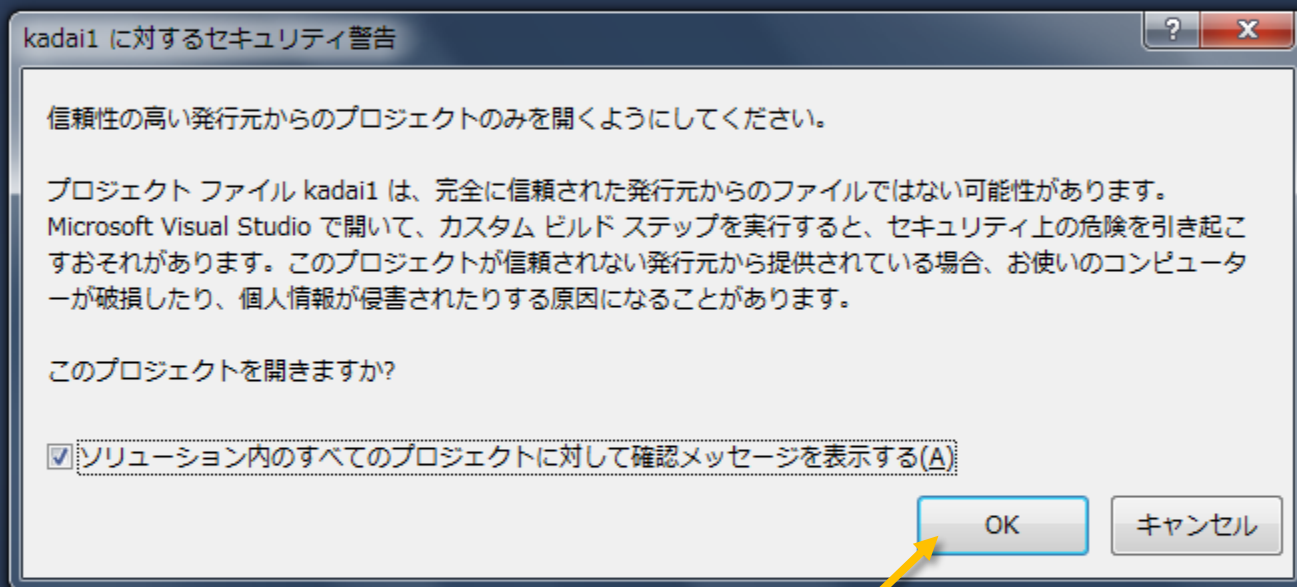 kadai1 に対するセキュリティ警告
?
信頼性の高い発行元からのプロジェクトのみを開くようにしてください。
プロジェクト ファイル kadai1 は、完全に信頼された発行元からのファイルではない可能性があります。
Microsoft Visual Studio で開いて、カスタム ビルド ステップを実行すると、セキュリティ上の危険を引き起こ
すおそれがあります。このプロジェクトが信頼されない発行元から提供されている場合、お使いのコンピュータ
ーが破損したり、個人情報が侵害されたりする原因になることがあります。
このプロジェクトを開きますか?
ソリューション内のすべてのプロジェクトに対して確認メッセージを表示する(A)
OK キャンセル